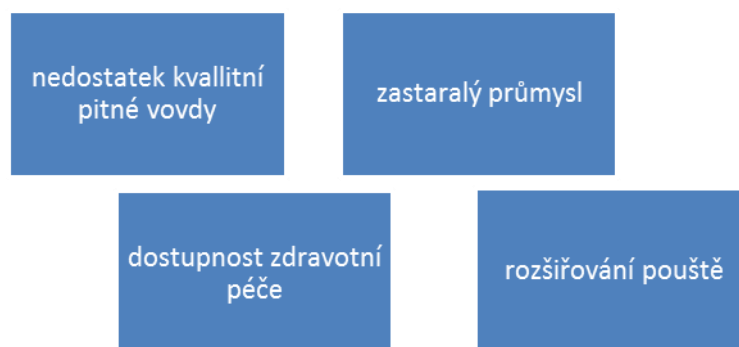 nedostatek kvallitní
pitné vovdy
zastaralý průmysl
dostupnost zdravotní
péče
rozšiřování pouště